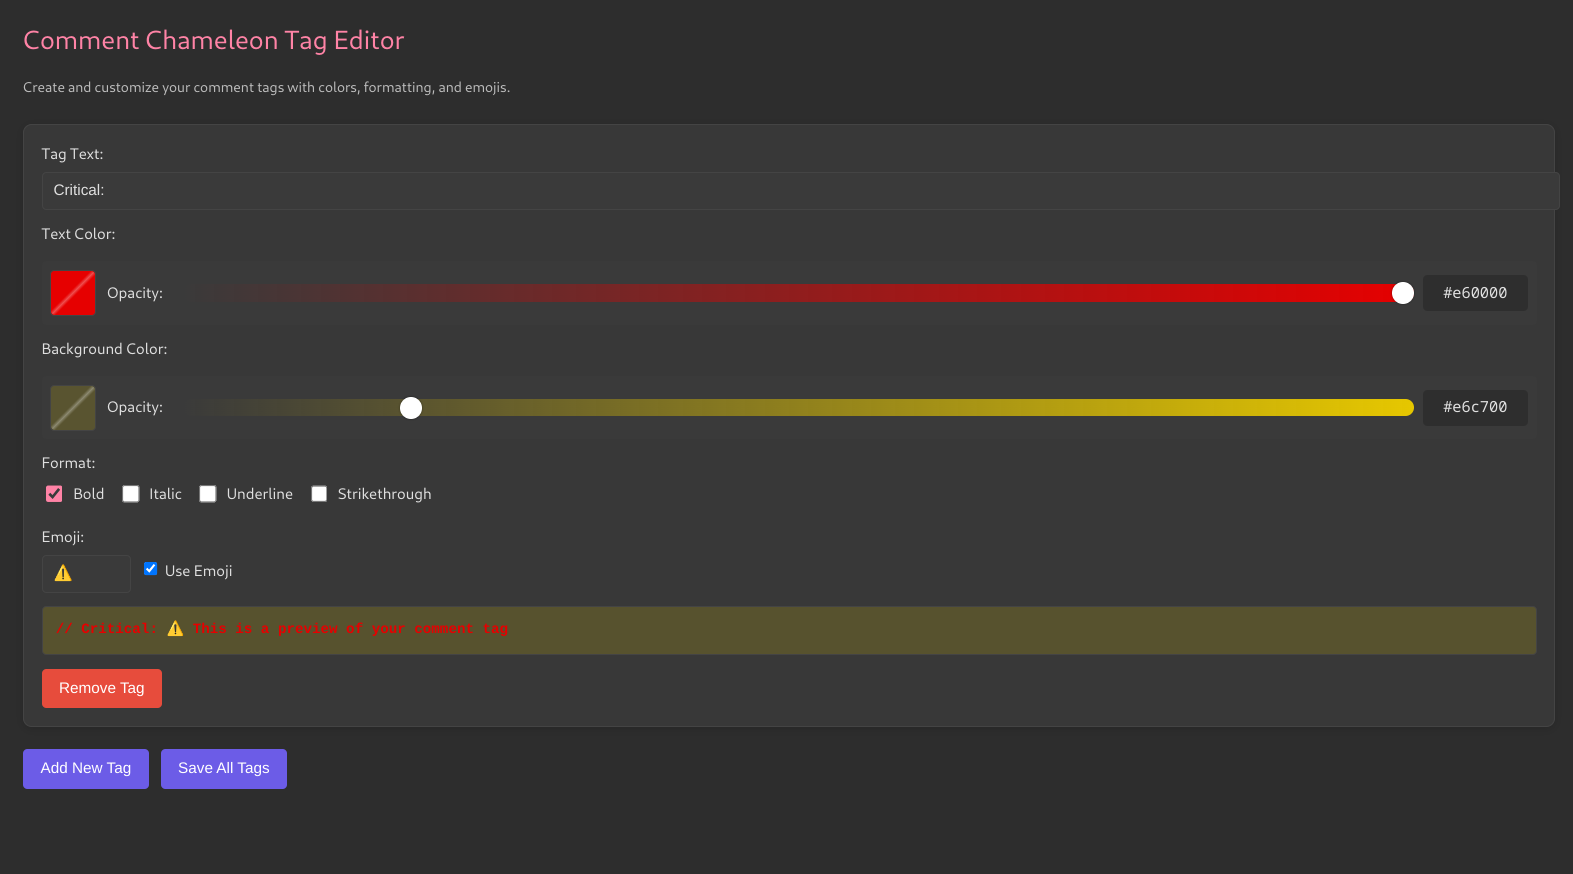 Comment Chameleon Tag Editor
Create and customize your comment tags with colors, formatting, and emojis.
Tag Text:
Critical:
Text Color:
Opacity: #e60000
Background Color:
Opacity: #e6c700
Format:
Bold Italic Underline Strikethrough
Emoji:
⚠️ Use Emoji
// Critical: ⚠️ This is a preview of your comment tag
Remove Tag
Add New Tag Save All Tags